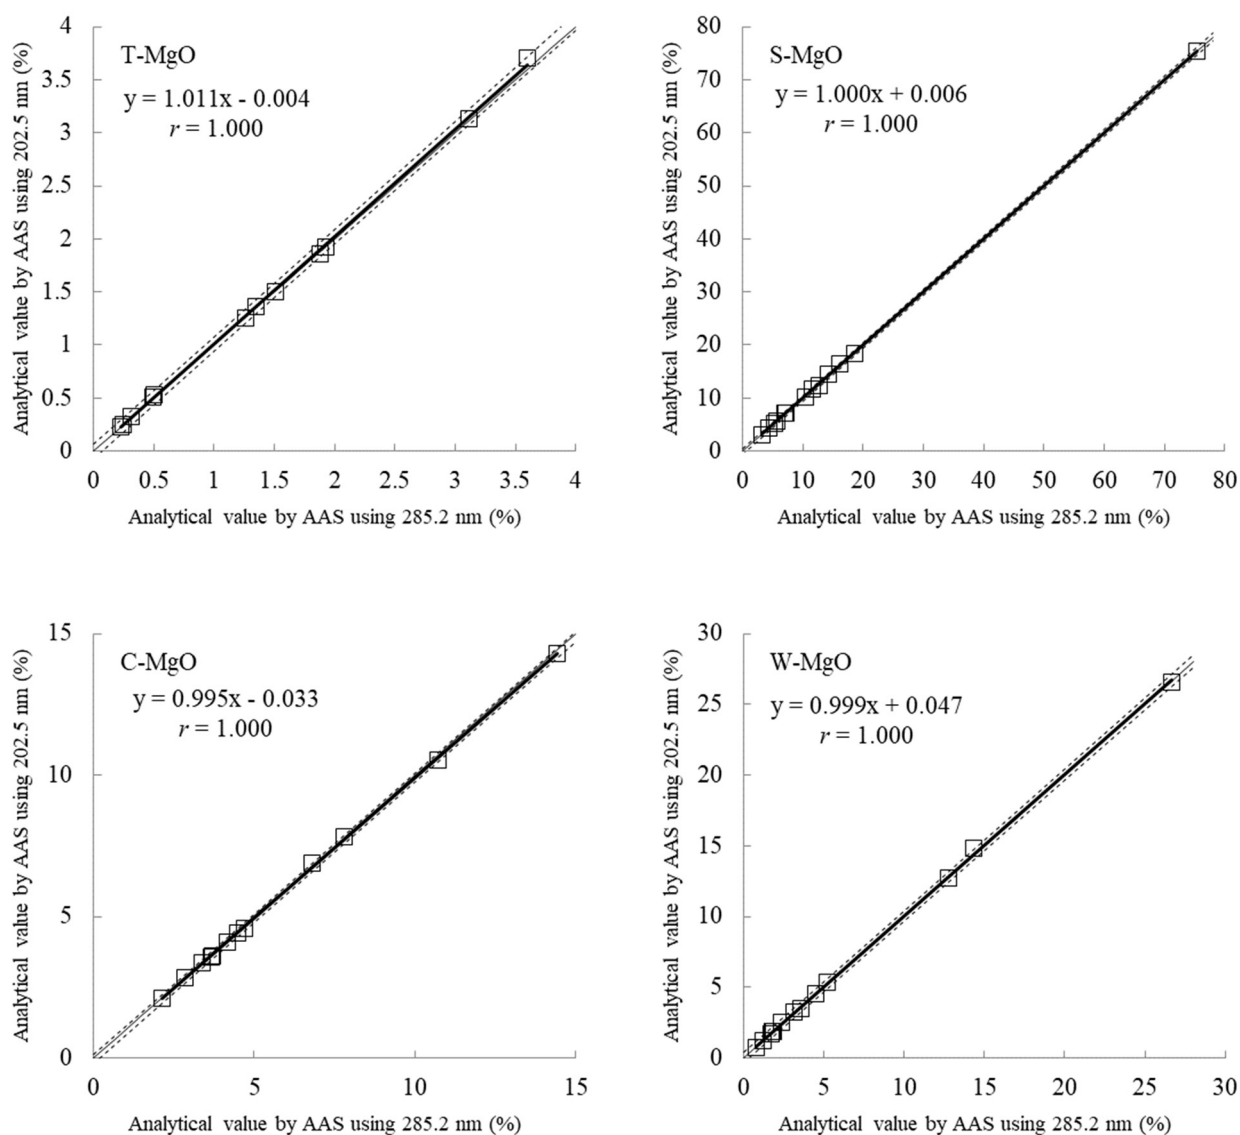 T-MgO
y = 1.011x - 0.004
r = 1.000
Analytical value by AAS using 202.5 nm (%)
4
3.5
3
2.5
2
1.5
1
0.5
0
0 0.5 1 1.5 2 2.5 3 3.5 4
Analytical value by AAS using 285.2 nm (%)
S-MgO
y = 1.000x + 0.006
r = 1.000
Analytical value by AAS using 202.5 nm (%)
80
70
60
50
40
30
20
10
0
0 10 20 30 40 50 60 70 80
Analytical value by AAS using 285.2 nm (%)
C-MgO
y = 0.995x - 0.033
r = 1.000
Analytical value by AAS using 202.5 nm (%)
15
10
5
0
0 5 10 15
Analytical value by AAS using 285.2 nm (%)
W-MgO
y = 0.999x + 0.047
r = 1.000
Analytical value by AAS using 202.5 nm (%)
30
25
20
15
10
5
0
0 5 10 15 20 25 30
Analytical value by AAS using 285.2 nm (%)